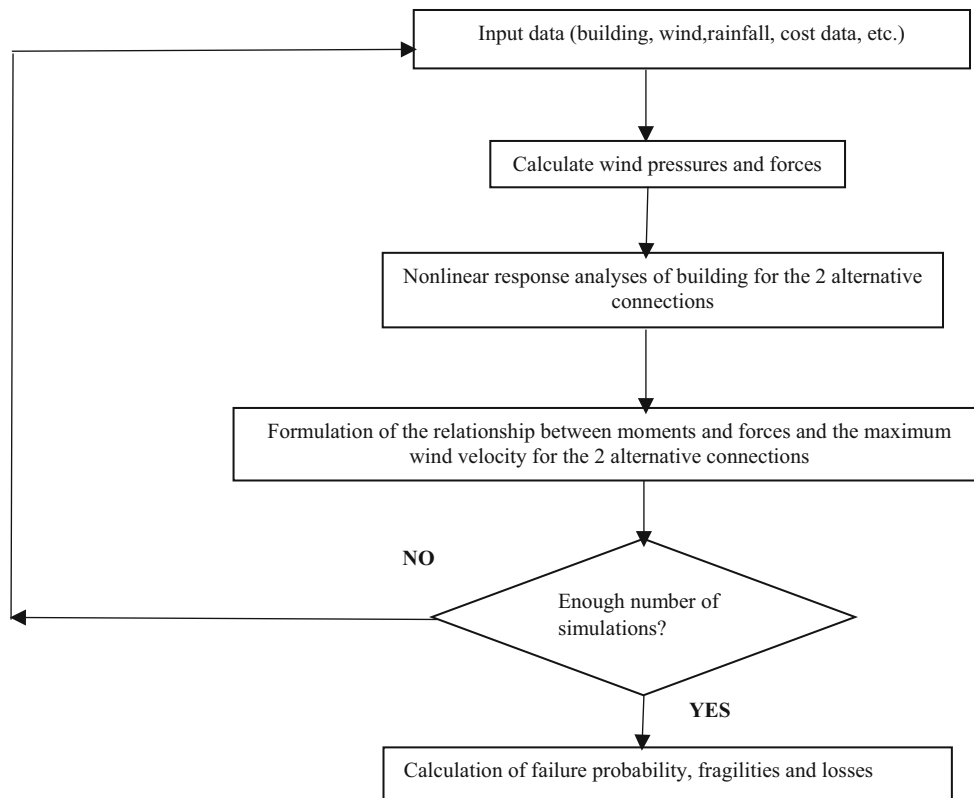 Input data (building, wind,rainfall, cost data, etc.)
Calculate wind pressures and forces
Nonlinear response analyses of building for the 2 alternative
connections
Formulation of the relationship between moments and forces and the maximum
wind velocity for the 2 alternative connections
NO
Enough number of
simulations?
YES
Calculation of failure probability, fragilities and losses